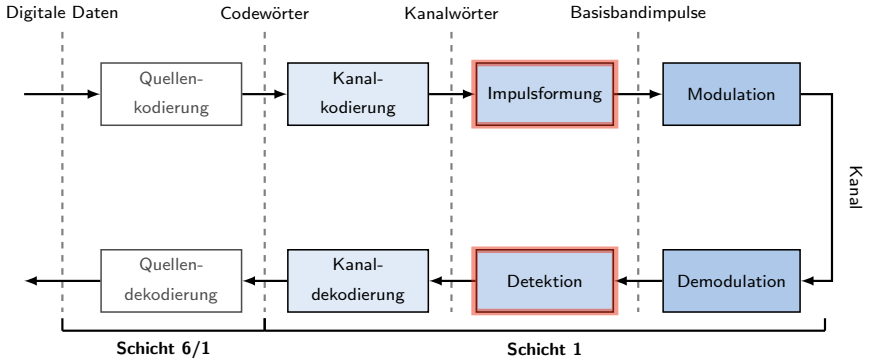 Digitale Daten
Codewörter
Kanalwörter
Basisbandimpulse
Quellen-
kodierung
Kanal-
kodierung
Impulsformung
Modulation
Kanal
Quellen-
dekodierung
Kanal-
dekodierung
Detektion
Demodulation
Schicht 6/1
Schicht 1